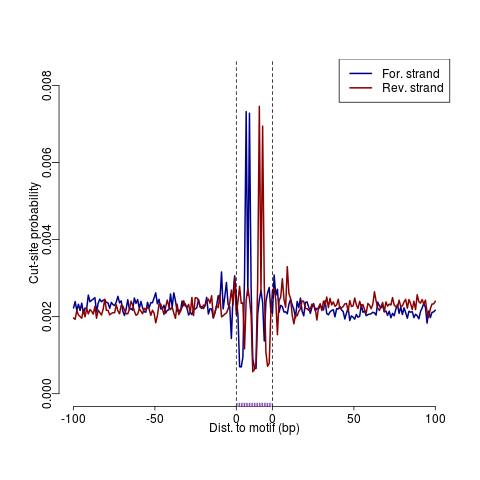 For. strand
Rev. strand
Cut-site probability
0.008
0.006
0.004
0.002
0.000
-100 -50 0 0 50 100
Dist. to motif (bp)